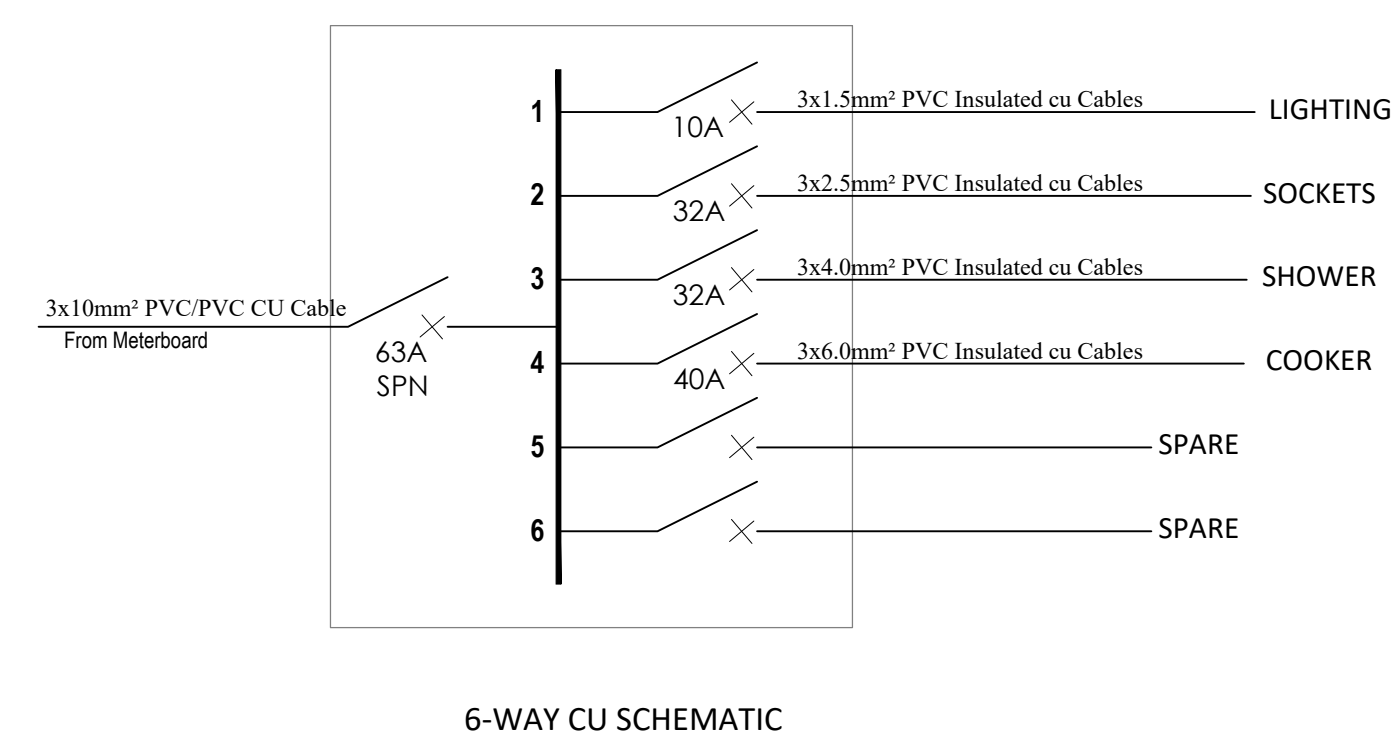 1
10A
3x1.5mm² PVC Insulated cu Cables
LIGHTING
2
32A
3x2.5mm² PVC Insulated cu Cables
SOCKETS
3
32A
3x4.0mm² PVC Insulated cu Cables
SHOWER
3x10mm² PVC/PVC CU Cable
From Meterboard
63A
SPN
4
40A
3x6.0mm² PVC Insulated cu Cables
COOKER
5
SPARE
6
SPARE
6-WAY CU SCHEMATIC